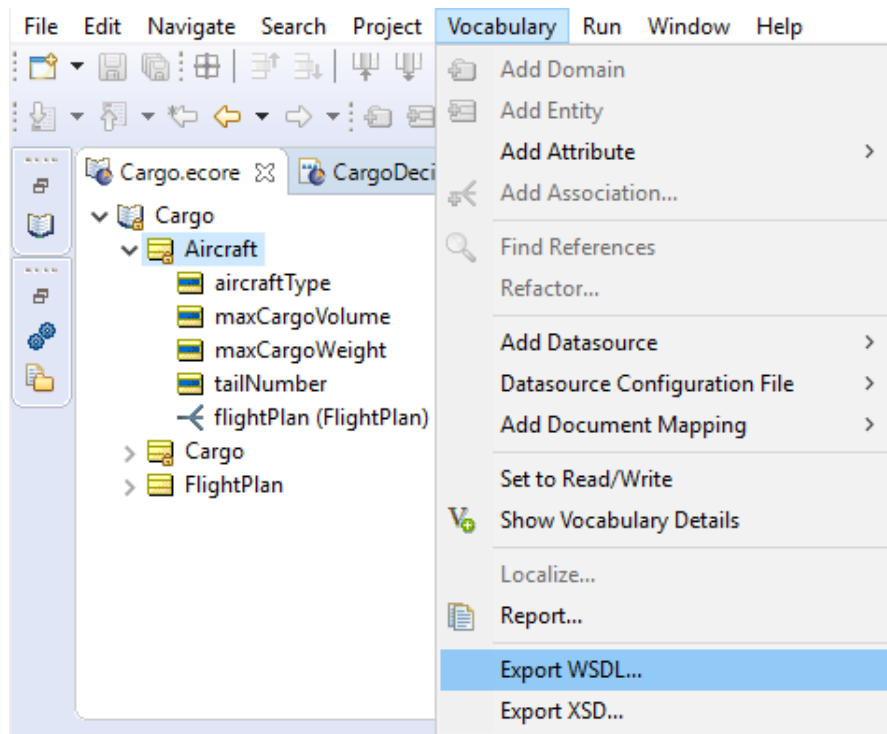 File Edit Navigate Search Project Vocabulary Run Window Help
Cargo.ecore
CargoDeci
Cargo
Aircraft
aircraftType
maxCargoVolume
maxCargoWeight
tailNumber
flightPlan (FlightPlan)
Cargo
FlightPlan
Add Domain
Add Entity
Add Attribute
Add Association...
Find References
Refactor...
Add Datasource
Datasource Configuration File
Add Document Mapping
Set to Read/Write
Show Vocabulary Details
Localize...
Report...
Export WSDL...
Export XSD...